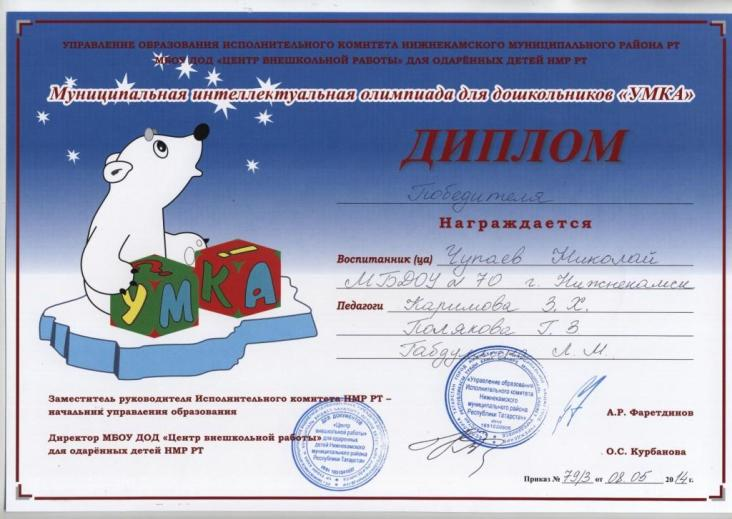 УПРАВЛЕНИЕ ОБРАЗОВАНИЯ ИСПОЛНИТЕЛЬНОГО КОМИТЕТА НИЖНЕКАМСКОГО МУНИЦИПАЛЬНОГО РАЙОНА РТ
МБОУ ДОД «ЦЕНТР ВНЕШКОЛЬНОЙ РАБОТЫ» ДЛЯ ОДАРЁННЫХ ДЕТЕЙ НМР РТ
Муниципальная интеллектуальная олимпиада для дошкольников «УМКА»
ДИПЛОМ
Победителя
Награждается
Воспитанник (ца) Чупаев Николай
МБДОУ № 70 г. Нижнекамск
Педагоги Каримова З. Х.
Полякова Г. З
Л. М.
УМКА
Заместитель руководителя Исполнительного комитета НМР РТ –
начальник управления образования
А.Р. Фаретдинов
Директор МБОУ ДОД «Центр внешкольной работы»
для одарённых детей НМР РТ
О.С. Курбанова
ДЛЯ ДОКУМЕНТОВ
«Центр
внешкольной работы»
для одаренных
детей Нижнекамского
муниципального района
Республики Татарстан»
«Управление образования
Исполнительного комитета
Нижнекамского
муниципального района
Республики Татарстан»
Приказ № 79/3 от 08.05 2014 г.